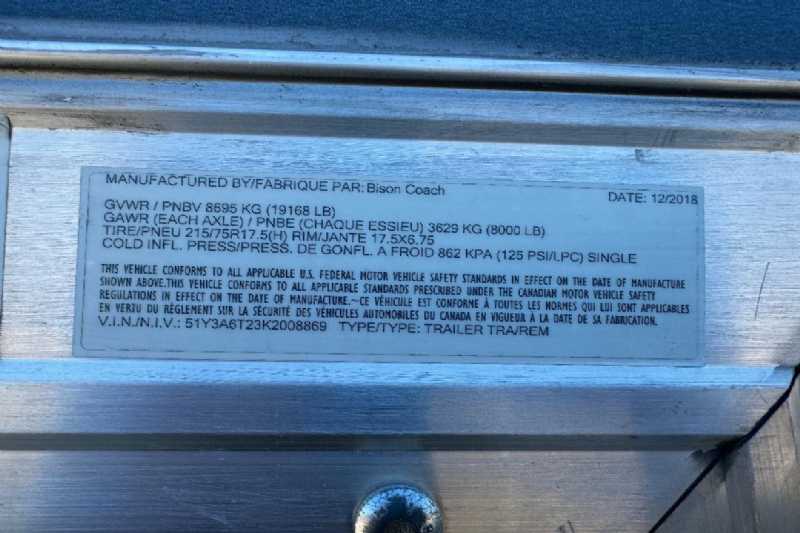 MANUFACTURED BY/FABRIQUE PAR: Bison Coach DATE: 12/2018
GVWR / PNBV 8695 KG (19168 LB)
GAWR (EACH AXLE) / PNBE (CHAQUE ESSIEU) 3629 KG (8000 LB)
TIRE/PNEU 215/75R17.5(H) RIM/JANTE 17.5X6.75
COLD INFL. PRESS/PRESS. DE GONFL. A FROID 862 KPA (125 PSI/LPC) SINGLE
THIS VEHICLE CONFORMS TO ALL APPLICABLE U.S. FEDERAL MOTOR VEHICLE SAFETY STANDARDS IN EFFECT ON THE DATE OF MANUFACTURE
SHOWN ABOVE.THIS VEHICLE CONFORMS TO ALL APPLICABLE STANDARDS PRESCRIBED UNDER THE CANADIAN MOTOR VEHICLE SAFETY
REGULATIONS IN EFFECT ON THE DATE OF MANUFACTURE.~CE VÉHICULE EST CONFORME À TOUTES LES NORMES QUI LUI SONT APPLICABLES
EN VERTU DU RÈGLEMENT SUR LA SÉCURITÉ DES VÉHICULES AUTOMOBILES DU CANADA EN VIGUEUR À LA DATE DE SA FABRICATION.
V.I.N./N.I.V.: 51Y3A6T23K2008869 TYPE/TYPE: TRAILER TRA/REM